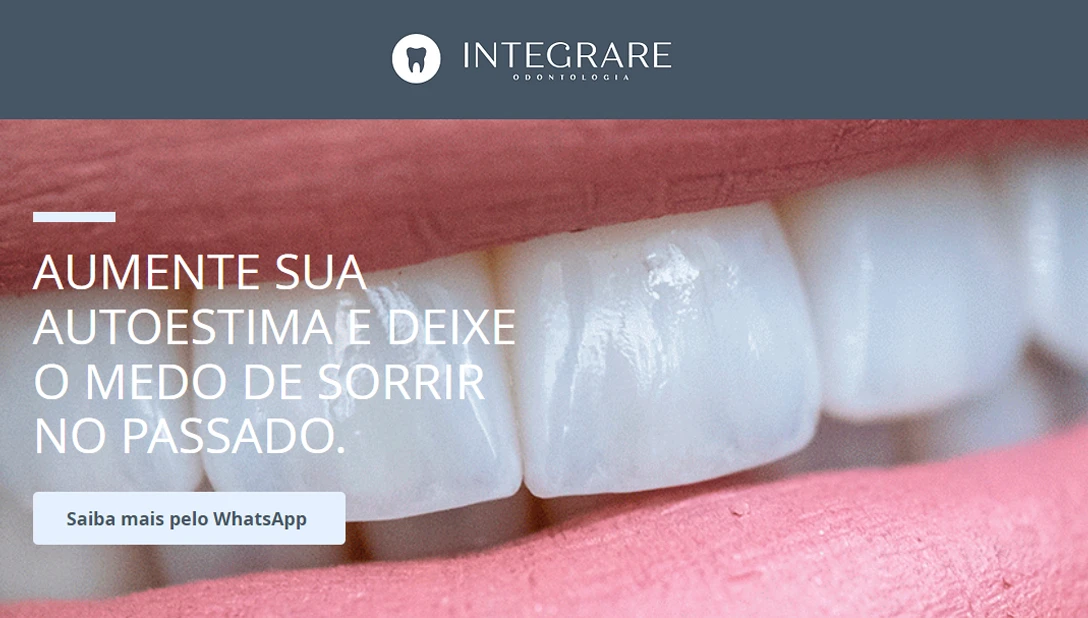 INTEGRARE
ODONTOLOGIA
AUMENTE SUA
AUTOESTIMA E DEIXE
O MEDO DE SORRIR
NO PASSADO.
Saiba mais pelo WhatsApp